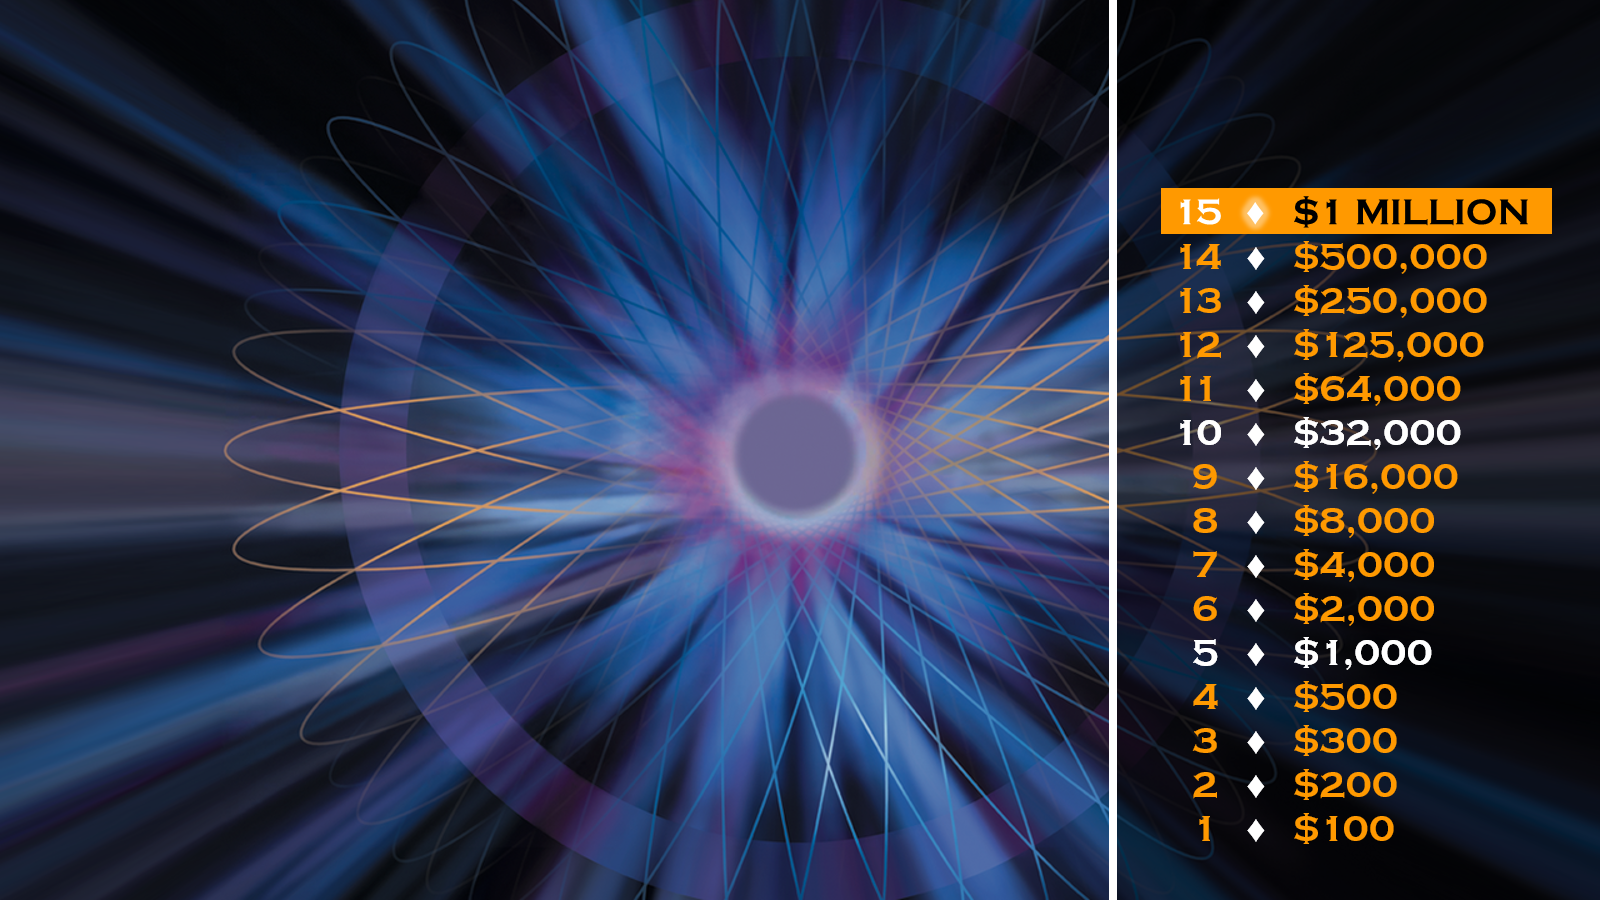 15 ♦ $1 MILLION
14 ♦ $500,000
13 ♦ $250,000
12 ♦ $125,000
11 ♦ $64,000
10 ♦ $32,000
9 ♦ $16,000
8 ♦ $8,000
7 ♦ $4,000
6 ♦ $2,000
5 ♦ $1,000
4 ♦ $500
3 ♦ $300
2 ♦ $200
1 ♦ $100